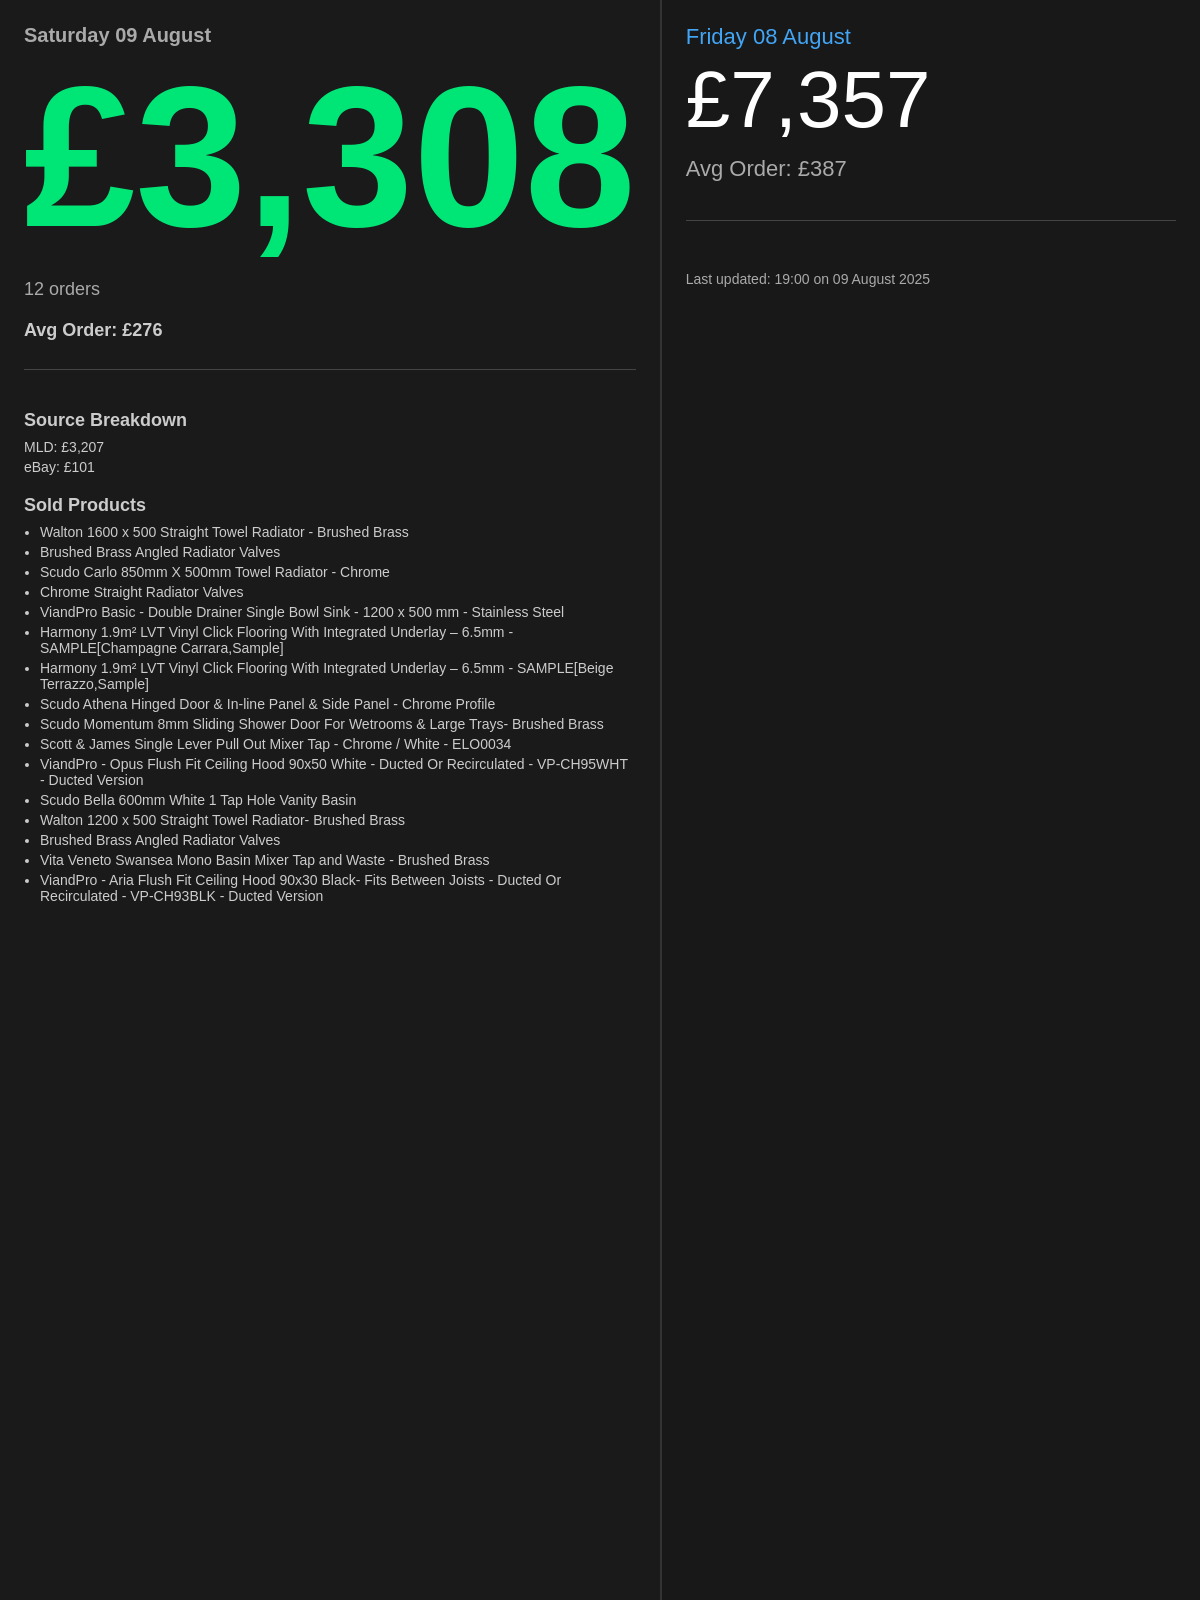 Saturday 09 August
£3,308
12 orders
Avg Order: £276
Source Breakdown
MLD: £3,207
eBay: £101
Sold Products
• Walton 1600 x 500 Straight Towel Radiator - Brushed Brass
• Brushed Brass Angled Radiator Valves
• Scudo Carlo 850mm X 500mm Towel Radiator - Chrome
• Chrome Straight Radiator Valves
• ViandPro Basic - Double Drainer Single Bowl Sink - 1200 x 500 mm - Stainless Steel
• Harmony 1.9m² LVT Vinyl Click Flooring With Integrated Underlay – 6.5mm -
SAMPLE[Champagne Carrara,Sample]
• Harmony 1.9m² LVT Vinyl Click Flooring With Integrated Underlay – 6.5mm - SAMPLE[Beige
Terrazzo,Sample]
• Scudo Athena Hinged Door & In-line Panel & Side Panel - Chrome Profile
• Scudo Momentum 8mm Sliding Shower Door For Wetrooms & Large Trays- Brushed Brass
• Scott & James Single Lever Pull Out Mixer Tap - Chrome / White - ELO0034
• ViandPro - Opus Flush Fit Ceiling Hood 90x50 White - Ducted Or Recirculated - VP-CH95WHT
- Ducted Version
• Scudo Bella 600mm White 1 Tap Hole Vanity Basin
• Walton 1200 x 500 Straight Towel Radiator- Brushed Brass
• Brushed Brass Angled Radiator Valves
• Vita Veneto Swansea Mono Basin Mixer Tap and Waste - Brushed Brass
• ViandPro - Aria Flush Fit Ceiling Hood 90x30 Black- Fits Between Joists - Ducted Or
Recirculated - VP-CH93BLK - Ducted Version
Friday 08 August
£7,357
Avg Order: £387
Last updated: 19:00 on 09 August 2025